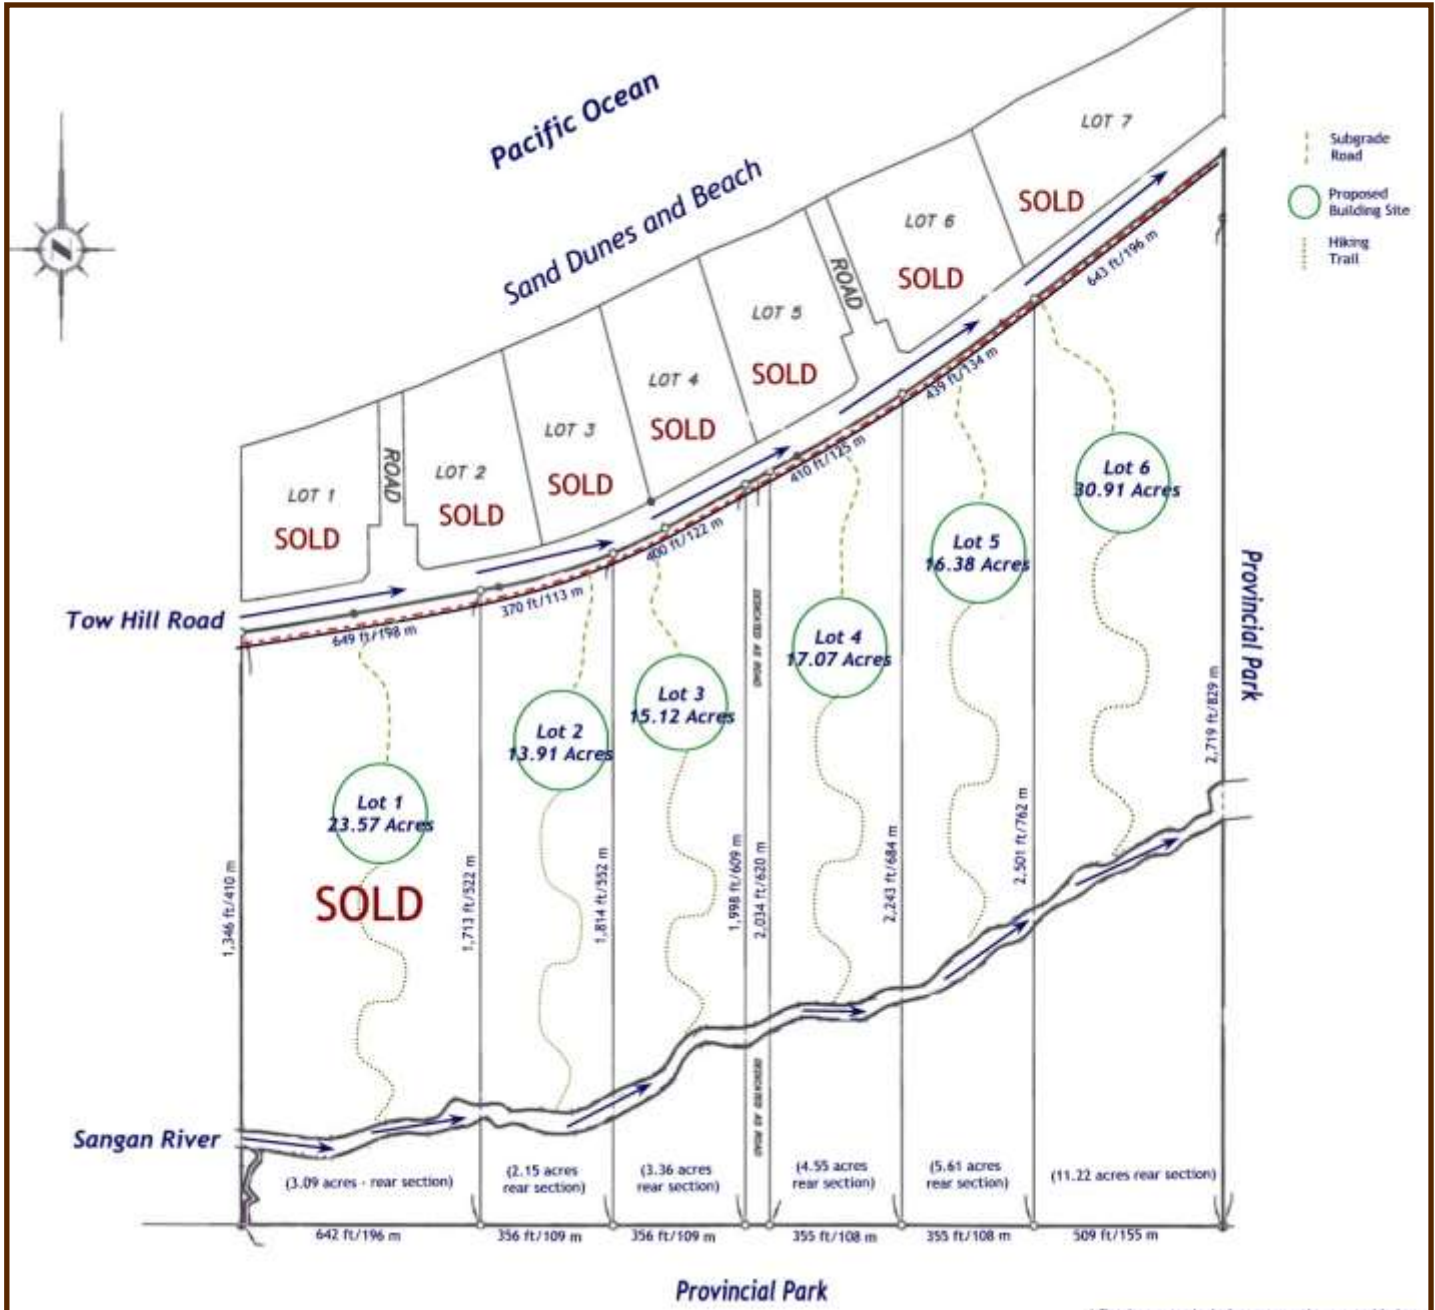 Pacific Ocean
Sand Dunes and Beach
LOT 7
SOLD
LOT 6
SOLD
ROAD
LOT 5
SOLD
LOT 4
SOLD
LOT 3
SOLD
LOT 2
SOLD
ROAD
LOT 1
SOLD
Subgrade
Road
Proposed
Building Site
Hiking
Trail
Tow Hill Road
649 ft/198 m
370 ft/113 m
400 ft/122 m
410 ft/125 m
439 ft/134 m
643 ft/196 m
Lot 1
23.57 Acres
SOLD
Lot 2
13.91 Acres
Lot 3
15.12 Acres
Lot 4
17.07 Acres
Lot 5
16.38 Acres
Lot 6
30.91 Acres
DEDICATED AS ROAD
DEDICATED AS ROAD
Provincial Park
1,346 ft/410 m
1,713 ft/522 m
1,814 ft/552 m
1,998 ft/609 m
2,034 ft/620 m
2,243 ft/684 m
2,501 ft/762 m
2,719 ft/829 m
Sangan River
(3.09 acres - rear section)
(2.15 acres
rear section)
(3.36 acres
rear section)
(4.55 acres
rear section)
(5.61 acres
rear section)
(11.22 acres rear section)
642 ft/196 m
356 ft/109 m
356 ft/109 m
355 ft/108 m
355 ft/108 m
509 ft/155 m
Provincial Park